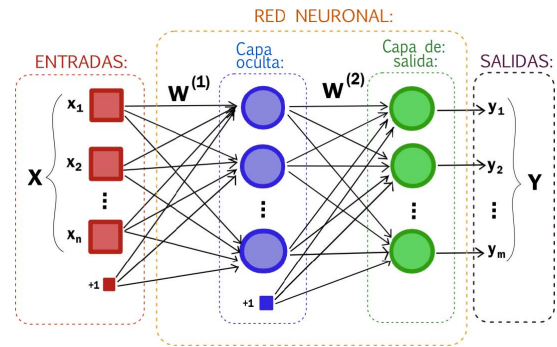 RED NEURONAL:
ENTRADAS:
Capa
oculta:
Capa de:
salida:
SALIDAS:
W(1)
W(2)
x1
x2
...
xn
+1
X
...
+1
...
y1
y2
...
ym
Y